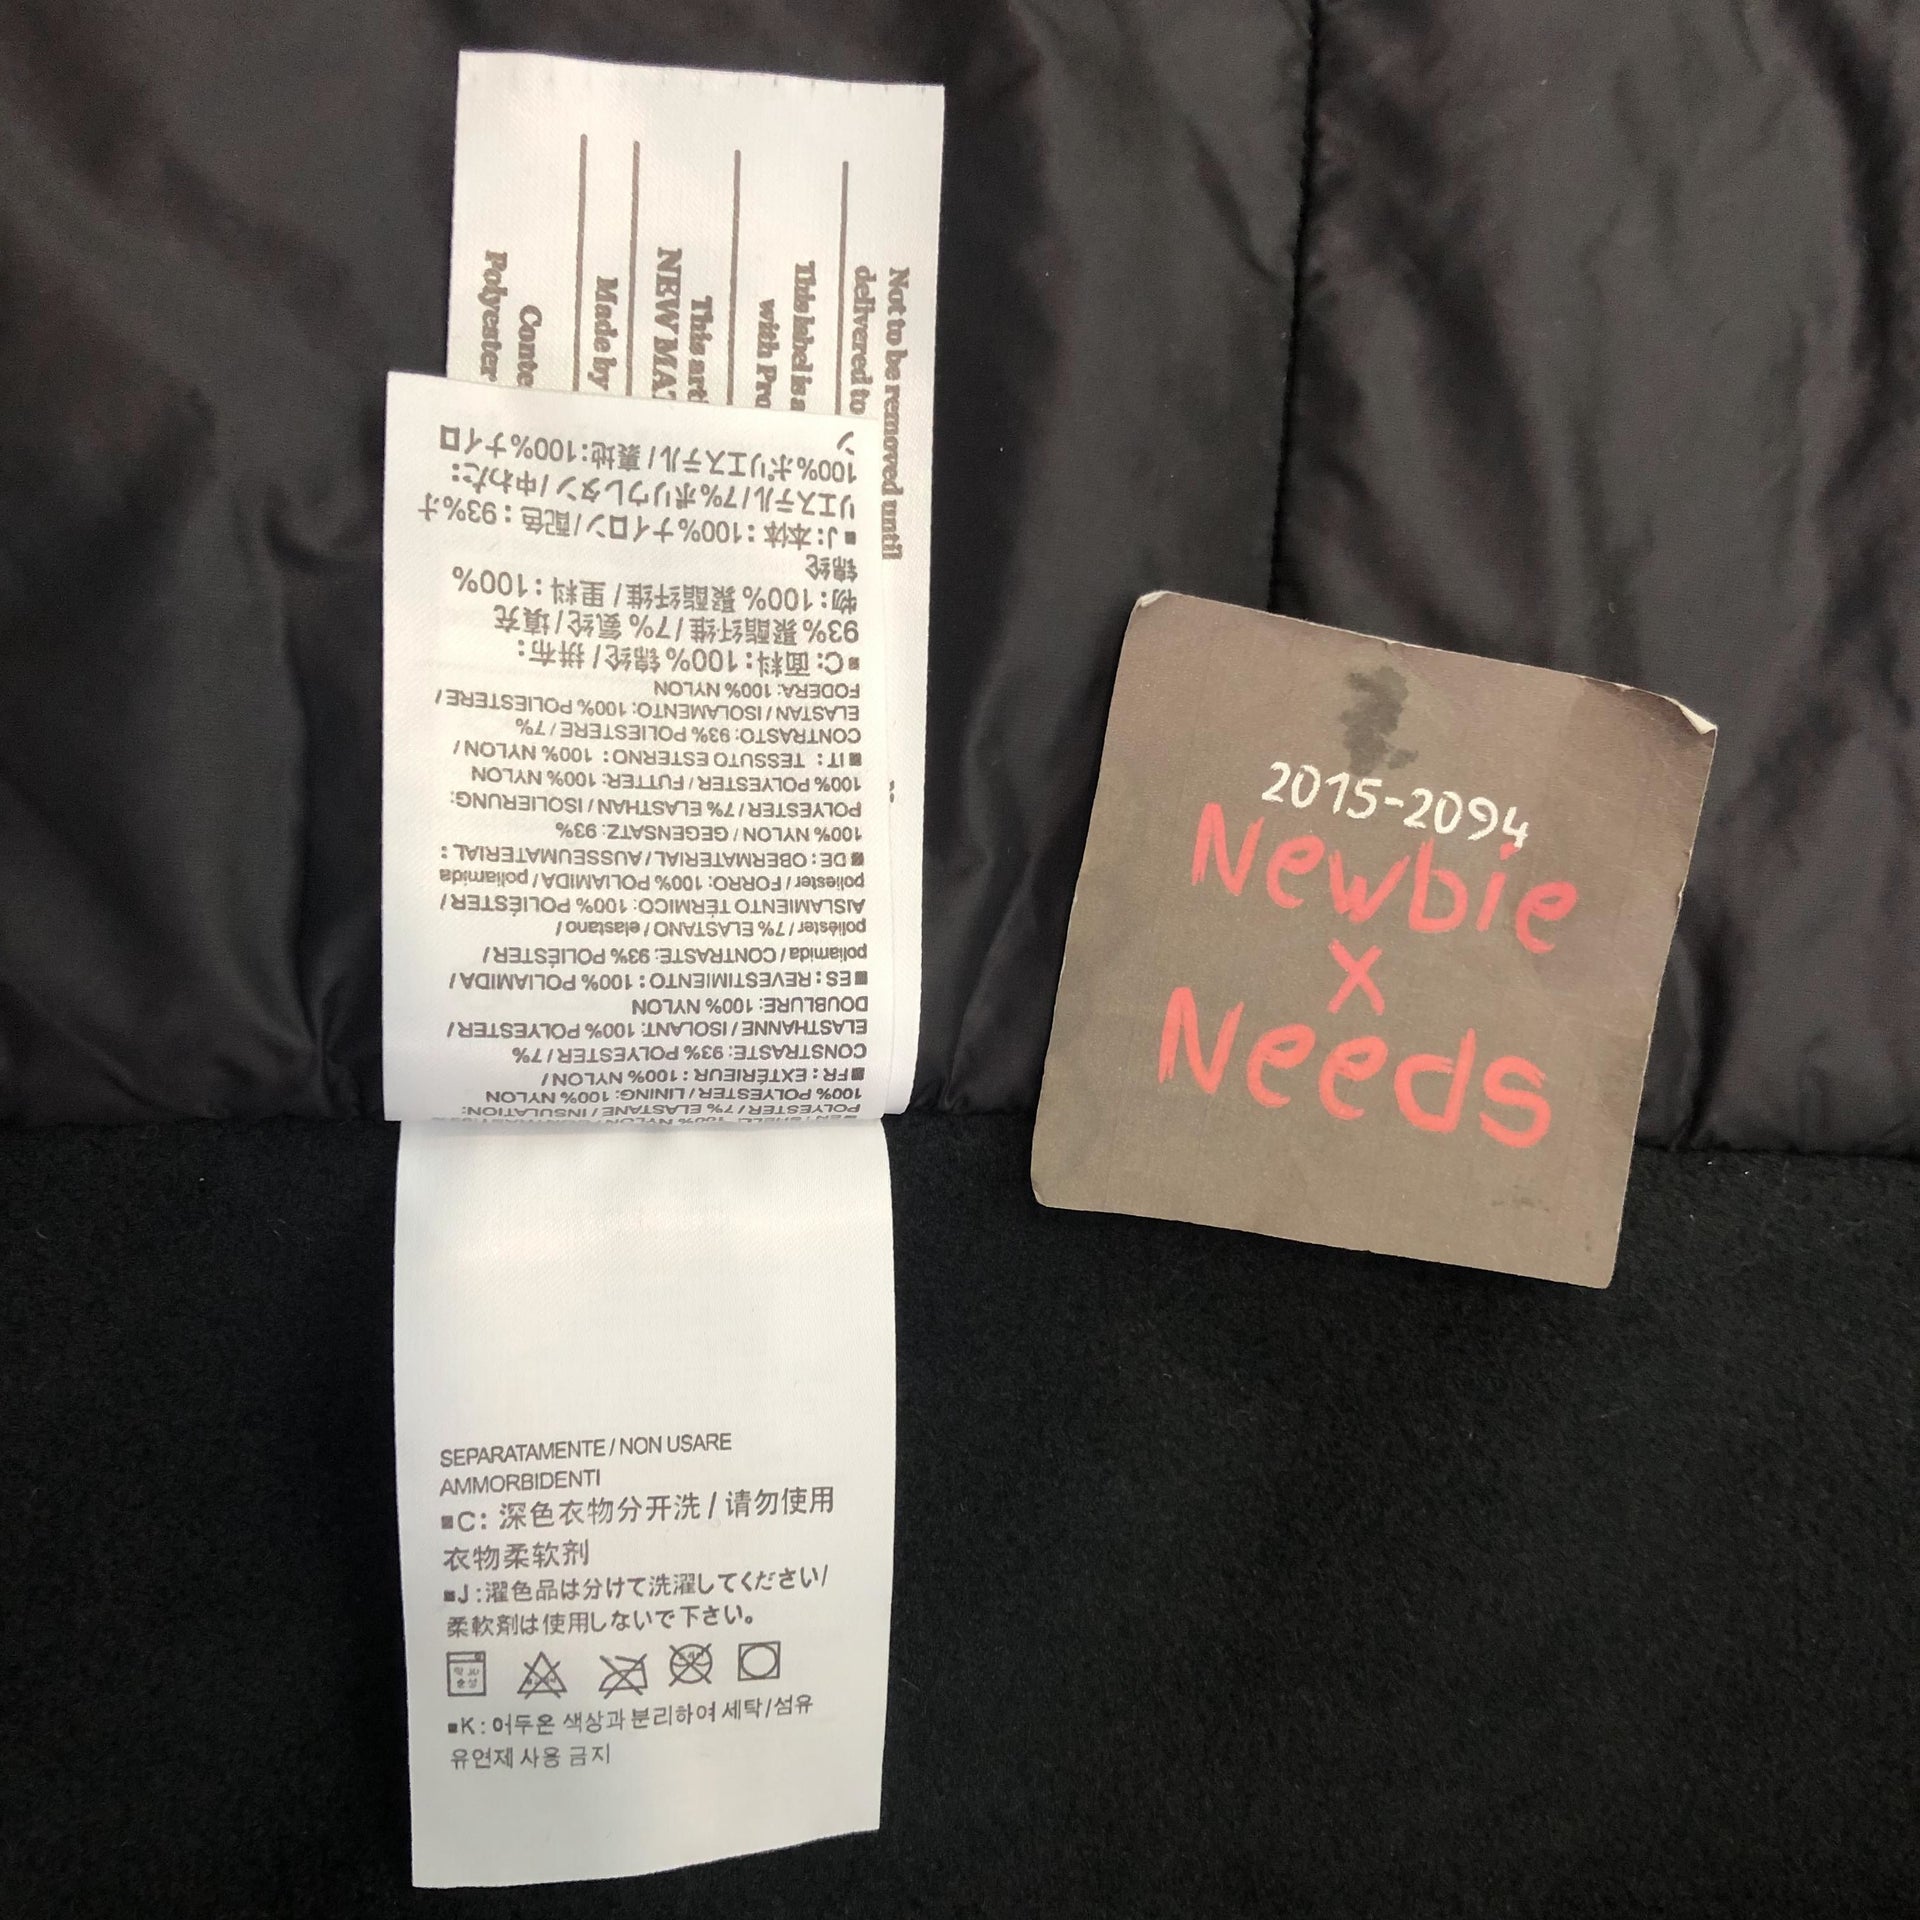 Not to be removed until
delivered to
This label is a
with Pro
This art
NEW MA
Made by
Conte
Polyester
POLYESTER / 7% ELASTANE / INSULATION:
100% POLYESTER / LINING: 100% NYLON
■FR : EXTÉRIEUR : 100% NYLON /
CONSTRASTE: 93% POLYESTER / 7%
ELASTHANNE / ISOLANT: 100% POLYESTER /
DOUBLURE: 100% NYLON
■ES : REVESTIMIENTO : 100% POLIAMIDA /
poliamida / CONTRASTE: 93% POLIÉSTER /
poliéster / 7% ELASTANO / elastano /
AISLAMIENTO TÉRMICO: 100% POLIÉSTER /
poliester / FORRO: 100% POLIAMIDA / poliamida
■DE : OBERMATERIAL / AUSSEUMATERIAL :
100% NYLON / GEGENSATZ: 93%
POLYESTER / 7% ELASTHAN / ISOLIERUNG:
100% POLYESTER / FUTTER: 100% NYLON
■IT : TESSUTO ESTERNO : 100% NYLON /
CONTRASTO: 93% POLIESTERE / 7%
ELASTAN / ISOLAMENTO: 100% POLIESTERE /
FODERA: 100% NYLON
■C: 面料: 100% 锦纶 / 拼布:
93% 聚酯纤维 / 7% 氨纶 / 填充
物: 100% 聚酯纤维 / 里料: 100%
锦纶
■J: 本体: 100%ナイロン/配色: 93%ポ
リエステル/7%ポリウレタン/中わた:
100%ポリエステル/裏地:100%ナイロ
ン
SEPARATAMENTE / NON USARE
AMMORBIDENTI
■C: 深色衣物分开洗 / 请勿使用
衣物柔软剂
■J:濯色品は分けて洗濯してください/
柔軟剤は使用しないで下さい。
■K: 어두운 색상과 분리하여 세탁/섬유
유연제 사용 금지
2015-2094
Newbie
x
Needs